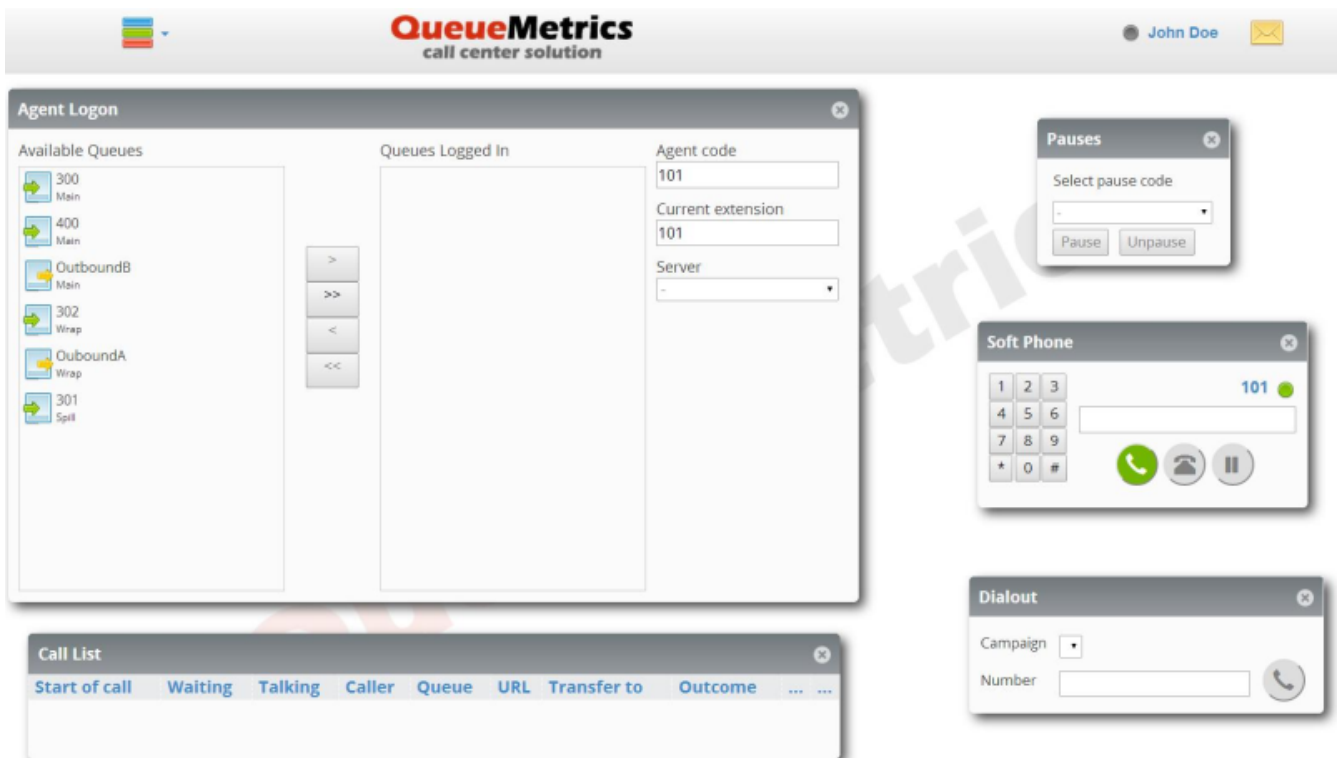 QueueMetrics
call center solution
John Doe
Agent Logon
Available Queues
300
Main
400
Main
OutboundB
Main
302
Wrap
OuboundA
Wrap
301
Spill
>
>>
<
<<
Queues Logged In
Agent code
101
Current extension
101
Server
-
Pauses
Select pause code
-
Pause Unpause
Soft Phone
1 2 3
4 5 6
7 8 9
* 0 #
101
Dialout
Campaign
Number
Call List
Start of call Waiting Talking Caller Queue URL Transfer to Outcome ... ...